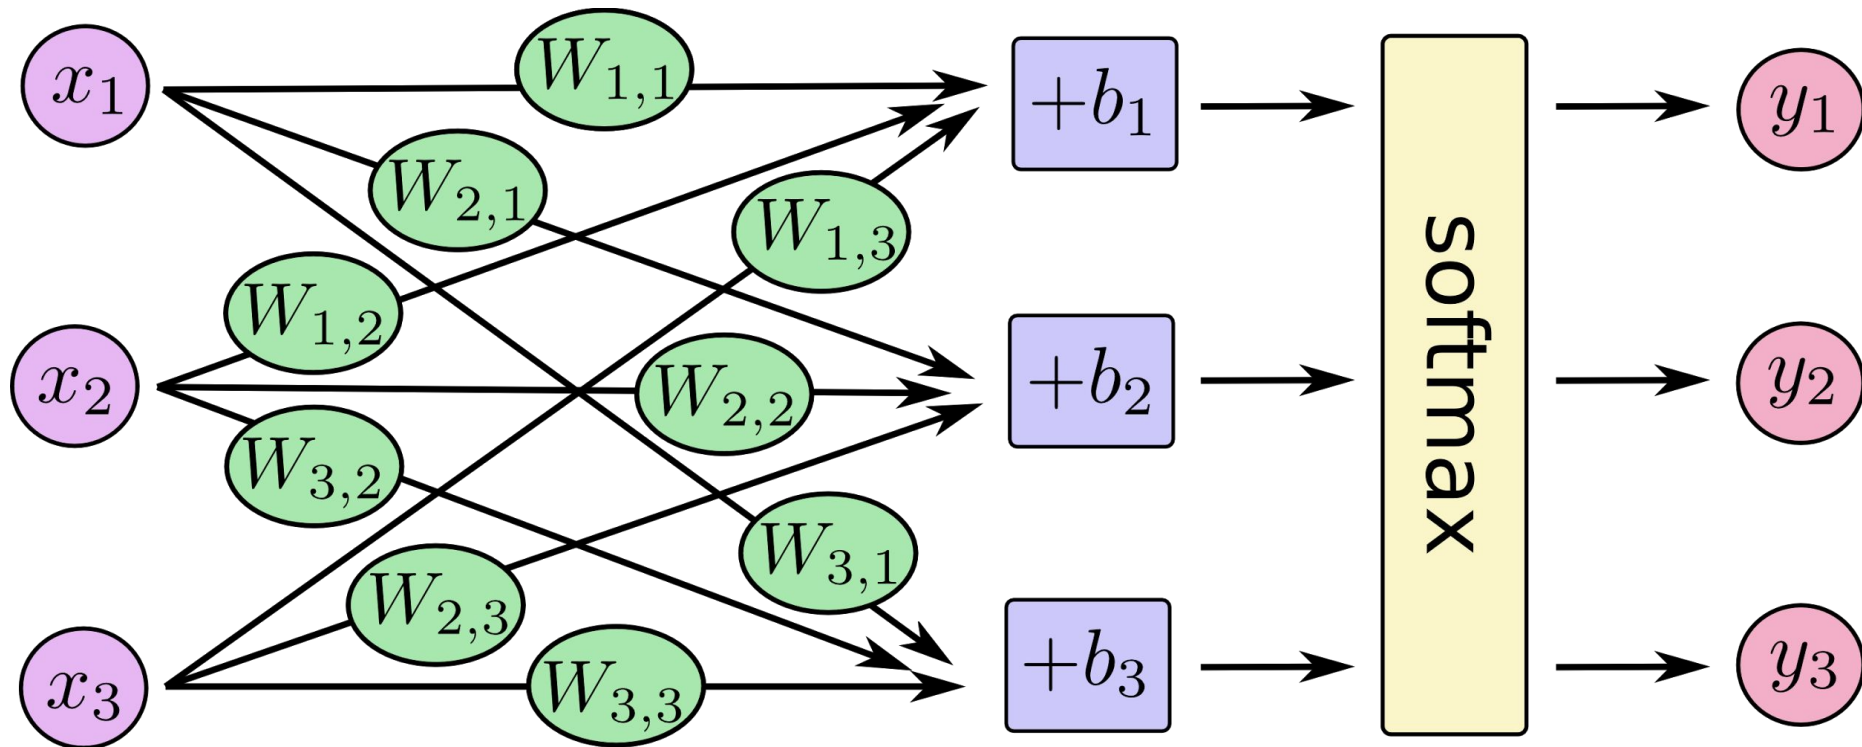 x₁
W₁,₁
+b₁
y₁
W₂,₁
W₁,₃
W₁,₂
x₂
W₂,₂
+b₂
softmax
y₂
W₃,₂
W₃,₁
W₂,₃
x₃
W₃,₃
+b₃
y₃